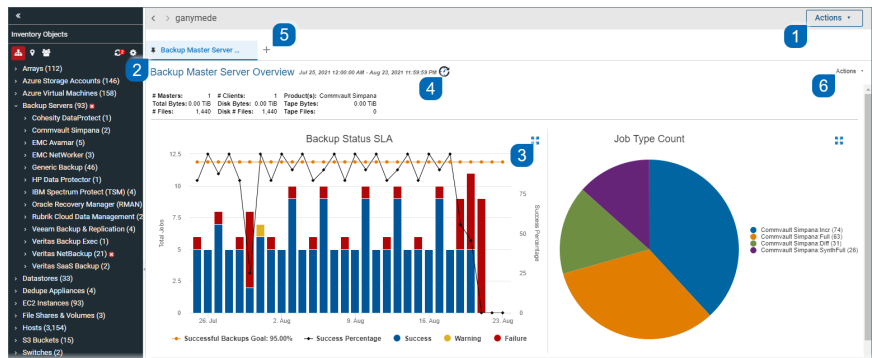 «
< > ganymede
Actions
1
Inventory Objects
2
5
Backup Master Server ...
+
2
Backup Master Server Overview Jul 25, 2021 12:00:00 AM - Aug 23, 2021 11:59:59 PM
4
Actions
6
# Masters: 1 # Clients: 1 Product(s): Commvault Simpana
Total Bytes: 0.00 TiB Disk Bytes: 0.00 TiB Tape Bytes: 0.00 TiB
# Files: 1,440 Disk # Files: 1,440 Tape Files: 0
Arrays (112)
Azure Storage Accounts (146)
Azure Virtual Machines (158)
Backup Servers (93)
Cohesity DataProtect (1)
Commvault Simpana (2)
EMC Avamar (5)
EMC NetWorker (3)
Generic Backup (46)
HP Data Protector (1)
IBM Spectrum Protect (TSM) (4)
Oracle Recovery Manager (RMAN)
Rubrik Cloud Data Management (2
Veeam Backup & Replication (4)
Veritas Backup Exec (1)
Veritas NetBackup (21)
Veritas SaaS Backup (2)
Datastores (33)
Dedupe Appliances (4)
EC2 Instances (93)
File Shares & Volumes (3)
Hosts (3,154)
S3 Buckets (15)
Switches (2)
Backup Status SLA
3
12.5
10
7.5
5
2.5
0
Total Jobs
75
50
25
0
Success Percentage
26. Jul
2. Aug
9. Aug
16. Aug
23. Aug
Successful Backups Goal: 95.00%
Success Percentage
Success
Warning
Failure
Job Type Count
Commvault Simpana:Incr (74)
Commvault Simpana:Full (63)
Commvault Simpana:Diff (31)
Commvault Simpana:SynthFull (26)